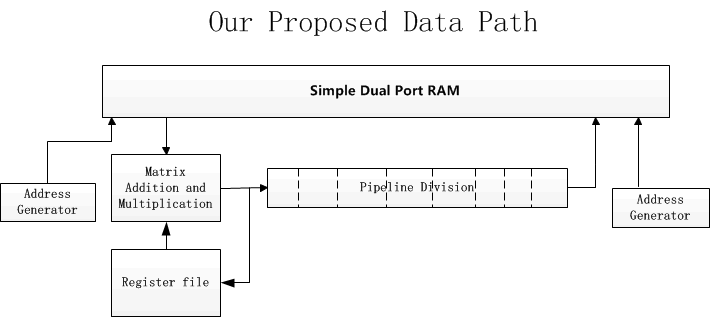 Our Proposed Data Path
Simple Dual Port RAM
Matrix
Addition and
Multiplication
Pipeline Division
Address
Generator
Address
Generator
Register file